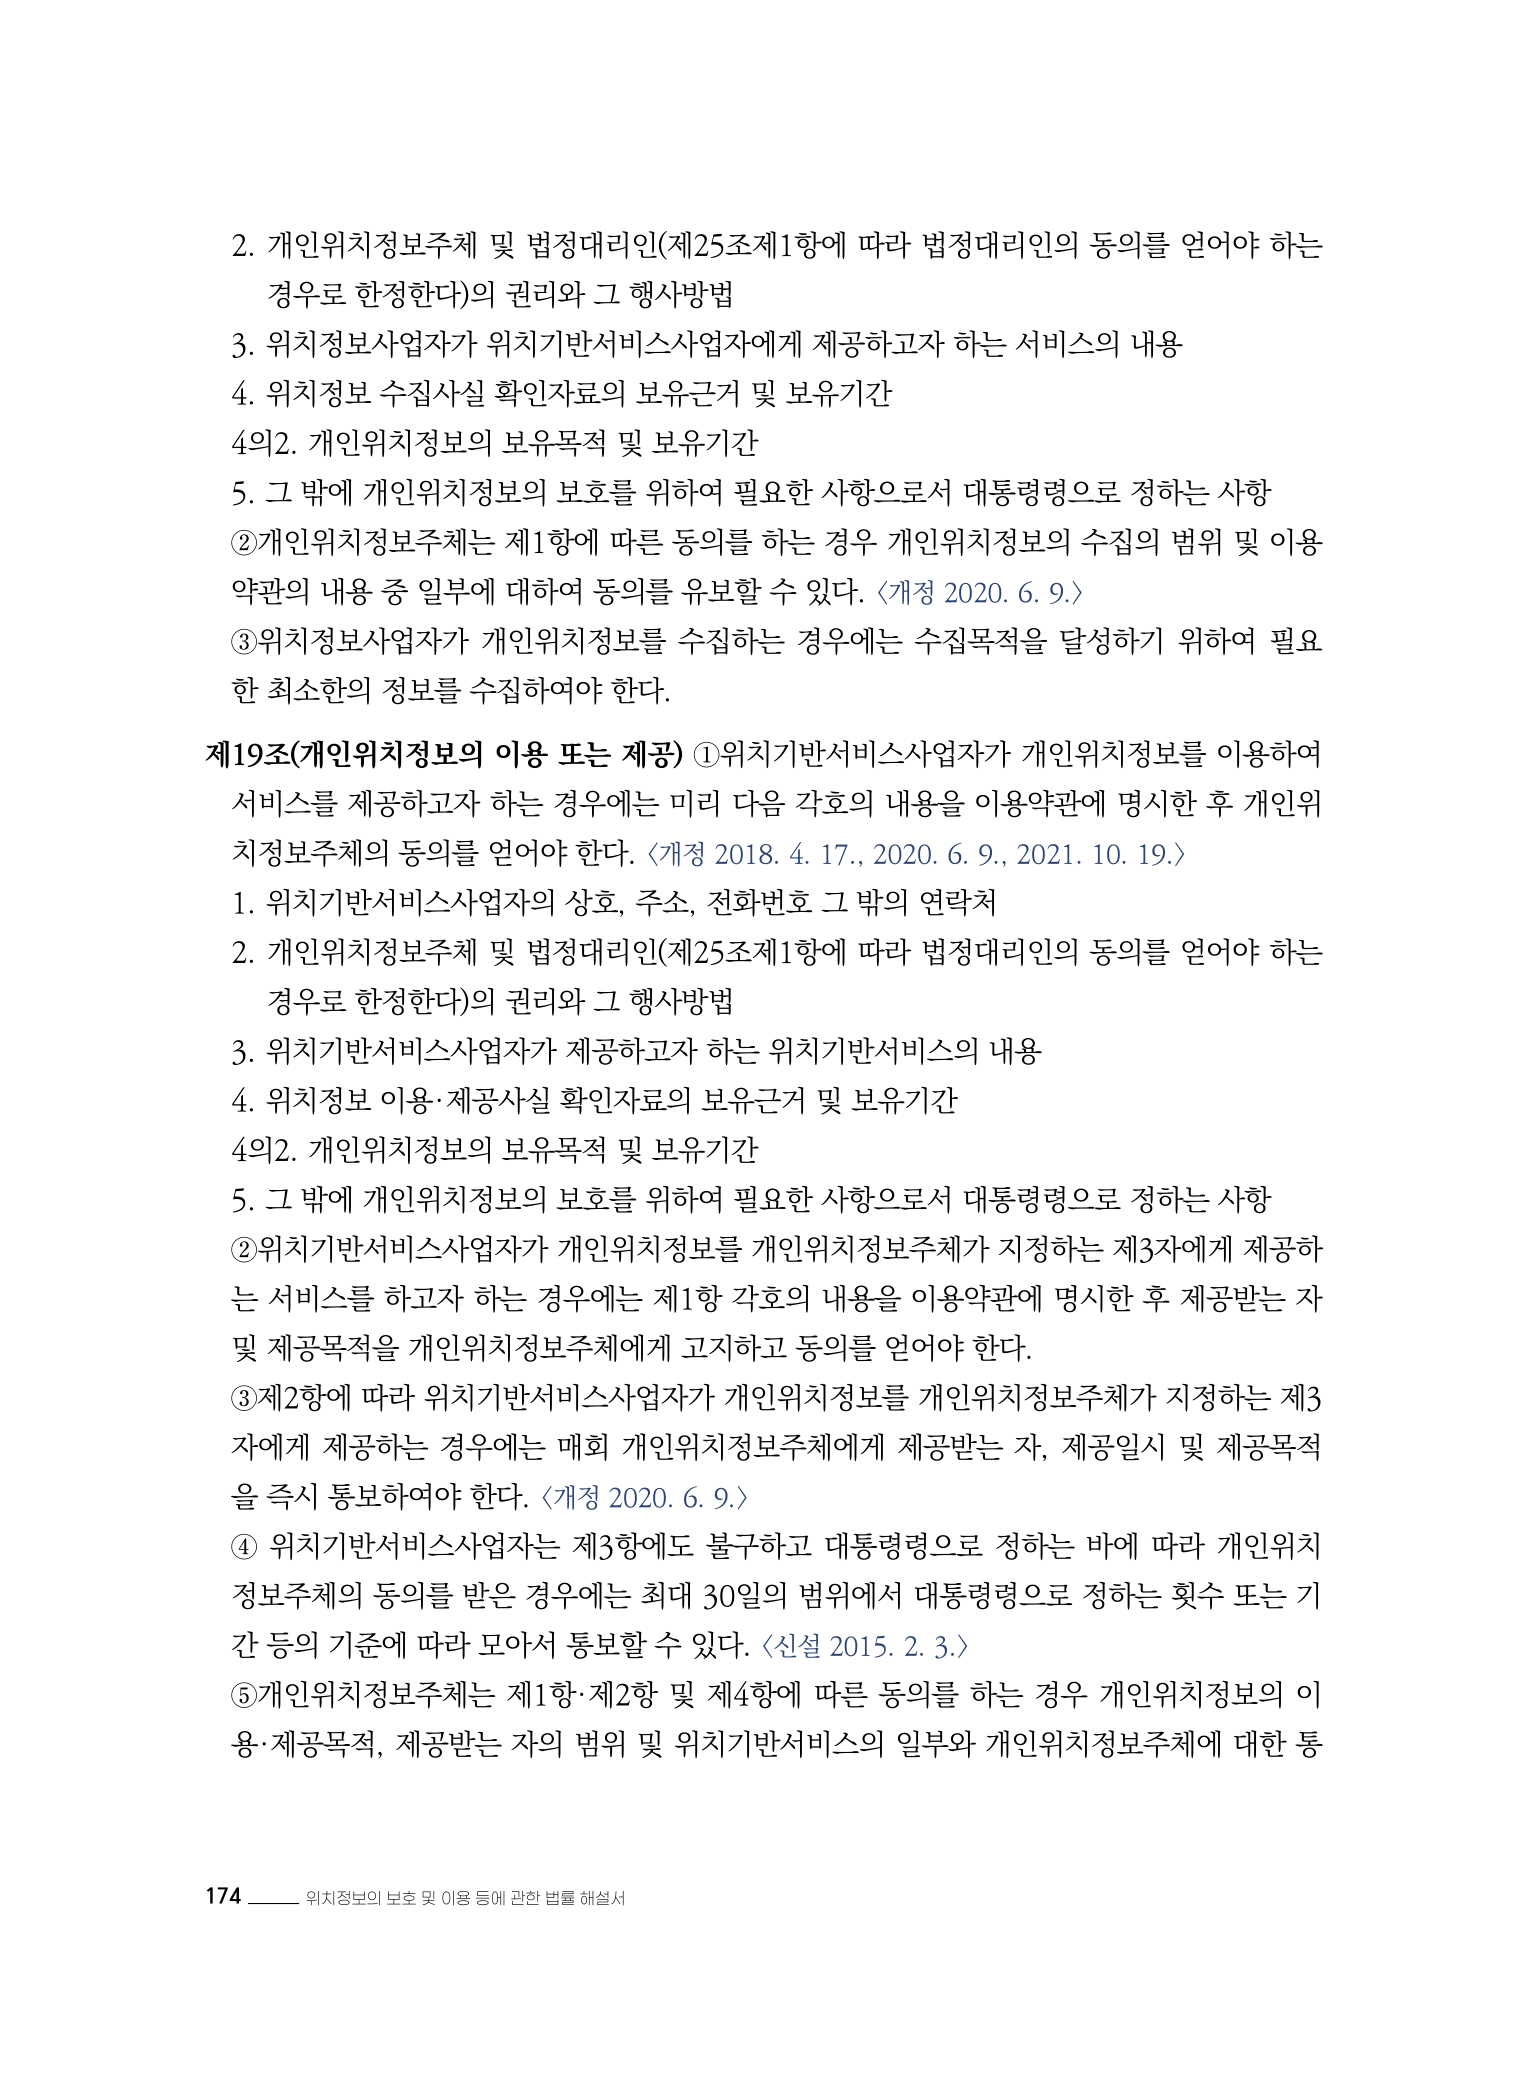 2. 개인위치정보주체 및 법정대리인(제25조제1항에 따라 법정대리인의 동의를 얻어야 하는
경우로 한정한다)의 권리와 그 행사방법
3. 위치정보사업자가 위치기반서비스사업자에게 제공하고자 하는 서비스의 내용
4. 위치정보 수집사실 확인자료의 보유근거 및 보유기간
4의2. 개인위치정보의 보유목적 및 보유기간
5. 그 밖에 개인위치정보의 보호를 위하여 필요한 사항으로서 대통령령으로 정하는 사항
②개인위치정보주체는 제1항에 따른 동의를 하는 경우 개인위치정보의 수집의 범위 및 이용
약관의 내용 중 일부에 대하여 동의를 유보할 수 있다. 〈개정 2020. 6. 9.〉
③위치정보사업자가 개인위치정보를 수집하는 경우에는 수집목적을 달성하기 위하여 필요
한 최소한의 정보를 수집하여야 한다.
제19조(개인위치정보의 이용 또는 제공) ①위치기반서비스사업자가 개인위치정보를 이용하여
서비스를 제공하고자 하는 경우에는 미리 다음 각호의 내용을 이용약관에 명시한 후 개인위
치정보주체의 동의를 얻어야 한다. 〈개정 2018. 4. 17., 2020. 6. 9., 2021. 10. 19.〉
1. 위치기반서비스사업자의 상호, 주소, 전화번호 그 밖의 연락처
2. 개인위치정보주체 및 법정대리인(제25조제1항에 따라 법정대리인의 동의를 얻어야 하는
경우로 한정한다)의 권리와 그 행사방법
3. 위치기반서비스사업자가 제공하고자 하는 위치기반서비스의 내용
4. 위치정보 이용·제공사실 확인자료의 보유근거 및 보유기간
4의2. 개인위치정보의 보유목적 및 보유기간
5. 그 밖에 개인위치정보의 보호를 위하여 필요한 사항으로서 대통령령으로 정하는 사항
②위치기반서비스사업자가 개인위치정보를 개인위치정보주체가 지정하는 제3자에게 제공하
는 서비스를 하고자 하는 경우에는 제1항 각호의 내용을 이용약관에 명시한 후 제공받는 자
및 제공목적을 개인위치정보주체에게 고지하고 동의를 얻어야 한다.
③제2항에 따라 위치기반서비스사업자가 개인위치정보를 개인위치정보주체가 지정하는 제3
자에게 제공하는 경우에는 매회 개인위치정보주체에게 제공받는 자, 제공일시 및 제공목적
을 즉시 통보하여야 한다. 〈개정 2020. 6. 9.〉
④ 위치기반서비스사업자는 제3항에도 불구하고 대통령령으로 정하는 바에 따라 개인위치
정보주체의 동의를 받은 경우에는 최대 30일의 범위에서 대통령령으로 정하는 횟수 또는 기
간 등의 기준에 따라 모아서 통보할 수 있다. 〈신설 2015. 2. 3.〉
⑤개인위치정보주체는 제1항·제2항 및 제4항에 따른 동의를 하는 경우 개인위치정보의 이
용·제공목적, 제공받는 자의 범위 및 위치기반서비스의 일부와 개인위치정보주체에 대한 통
174 위치정보의 보호 및 이용 등에 관한 법률 해설서